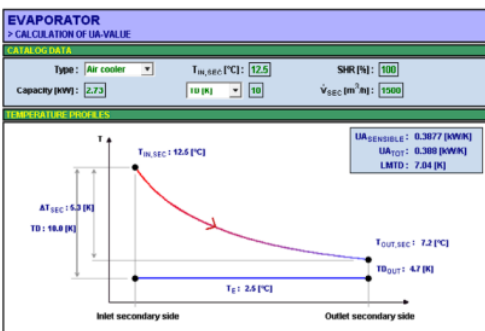 EVAPORATOR
> CALCULATION OF UA-VALUE
CATALOG DATA
Type : Air cooler T_IN,SEC [°C] : 12.5 SHR [%] : 100
Capacity [kW] : 2.73 TD [K] 10 V̇_SEC [m³/h] : 1500
TEMPERATURE PROFILES
T
UA_SENSIBLE : 0.3877 [kW/K]
UA_TOT : 0.388 [kW/K]
LMTD : 7.04 [K]
T_IN,SEC : 12.5 [°C]
ΔT_SEC : 5.3 [K]
TD : 10.0 [K]
T_OUT,SEC : 7.2 [°C]
TD_OUT : 4.7 [K]
T_E : 2.5 [°C]
Inlet secondary side Outlet secondary side